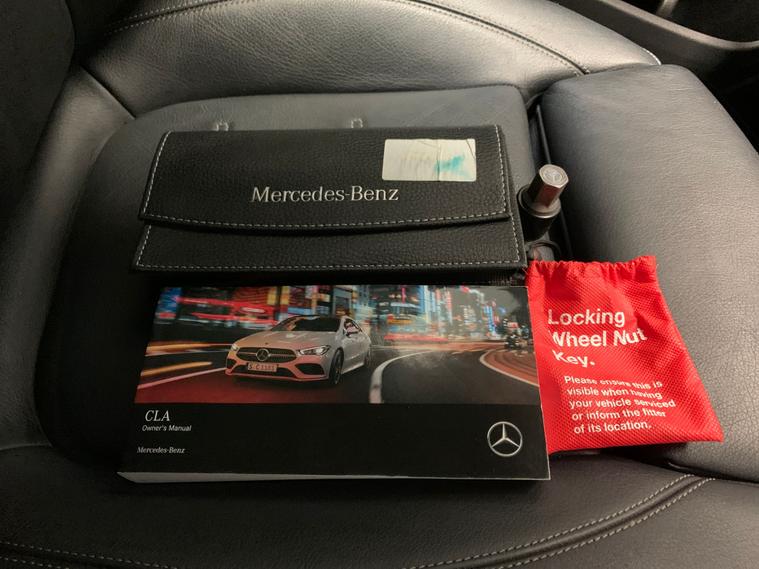 Mercedes-Benz
CLA
Owner's Manual
Mercedes-Benz
Locking
Wheel Nut
Key.
Please ensure this is
visible when having
your vehicle serviced
or inform the fitter
of its location.